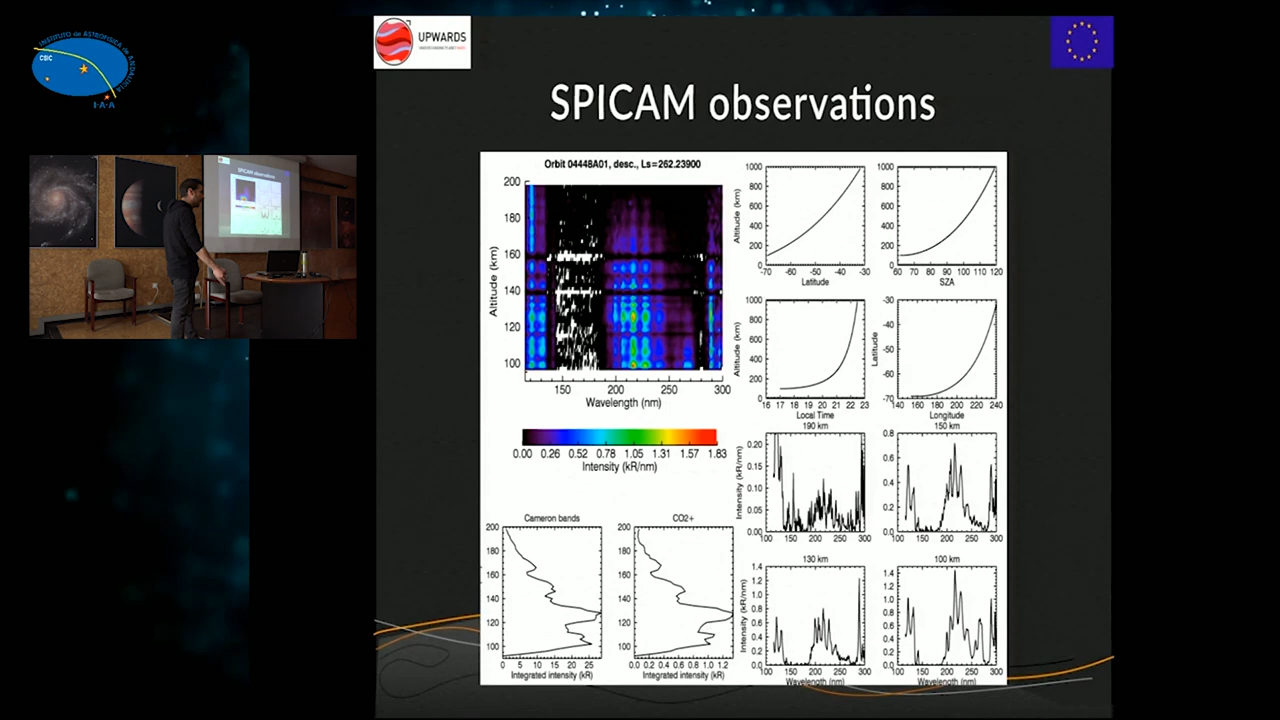 INSTITUTO de ASTROFÍSICA de ANDALUCÍA
CSIC
I-A-A
UPWARDS
SPICAM observations
SPICAM observations
Orbit 04448A01, desc., Ls=262.23900
200
180
160
140
120
100
Altitude (km)
150 200 250 300
Wavelength (nm)
0.00 0.26 0.52 0.78 1.05 1.31 1.57 1.83
Intensity (kR/nm)
1000
800
600
400
200
0
Altitude (km)
-70 -60 -50 -40 -30
Latitude
1000
800
600
400
200
0
60 70 80 90 100 110 120
SZA
1000
800
600
400
200
0
Altitude (km)
16 17 18 19 20 21 22 23
Local Time
-30
-40
-50
-60
-70
Latitude
140 160 180 200 220 240
Longitude
190 km
0.20
0.15
0.10
0.05
0.00
Intensity (kR/nm)
100 150 200 250 300
150 km
0.8
0.6
0.4
0.2
0.0
100 150 200 250 300
Cameron bands
200
180
160
140
120
100
0 5 10 15 20 25
Integrated intensity (kR)
CO2+
200
180
160
140
120
100
0.0 0.2 0.4 0.6 0.8 1.0 1.2
Integrated intensity (kR)
130 km
1.4
1.2
1.0
0.8
0.6
0.4
0.2
0.0
Intensity (kR/nm)
100 150 200 250 300
Wavelength (nm)
100 km
1.4
1.2
1.0
0.8
0.6
0.4
0.2
0.0
100 150 200 250 300
Wavelength (nm)